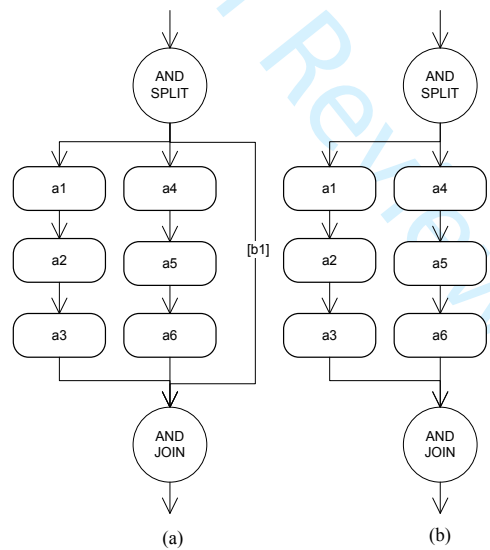 r Review
AND
SPLIT
a1
a4
a2
a5
[b1]
a3
a6
AND
JOIN
(a)
AND
SPLIT
a1
a4
a2
a5
a3
a6
AND
JOIN
(b)